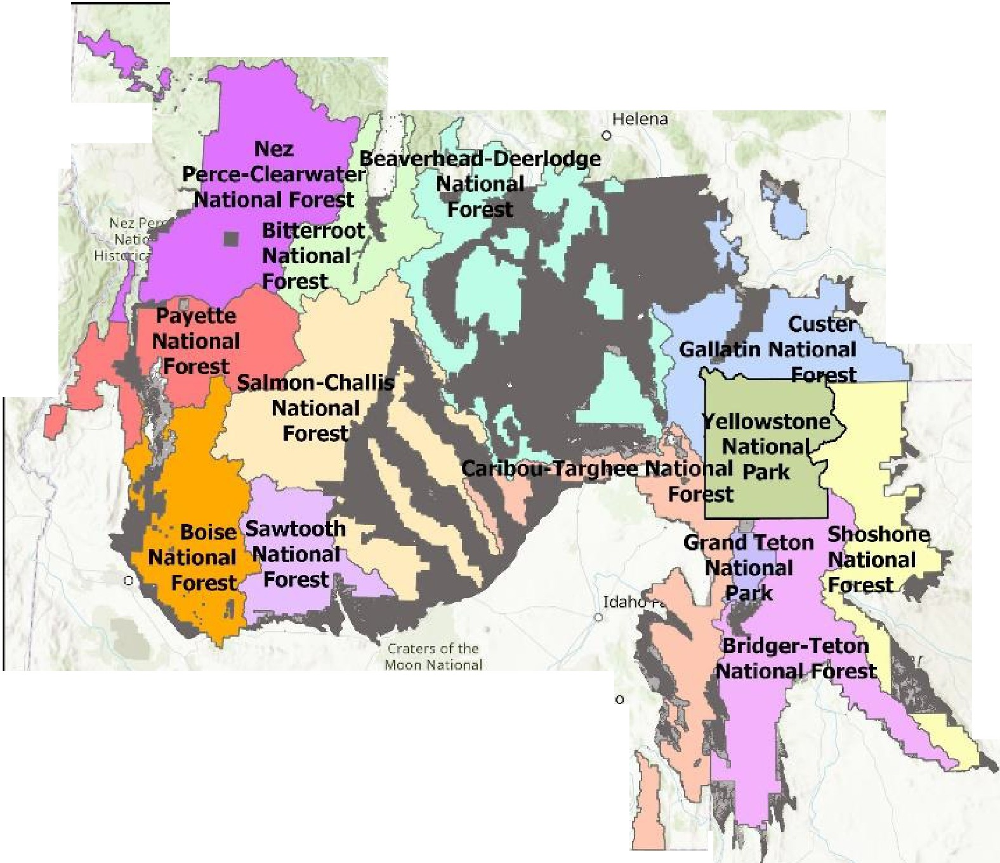 Helena
Nez
Perce-Clearwater
National Forest
Beaverhead-Deerlodge
National
Forest
Nez Perc
Natio
Historica
Bitterroot
National
Forest
Payette
National
Forest
Custer
Gallatin National
Forest
Salmon-Challis
National
Forest
Yellowstone
National
Park
Caribou-Targhee National
Forest
Boise
National
Forest
Sawtooth
National
Forest
Grand Teton
National
Park
Shoshone
National
Forest
Idaho Fa
Craters of the
Moon National
Bridger-Teton
National Forest